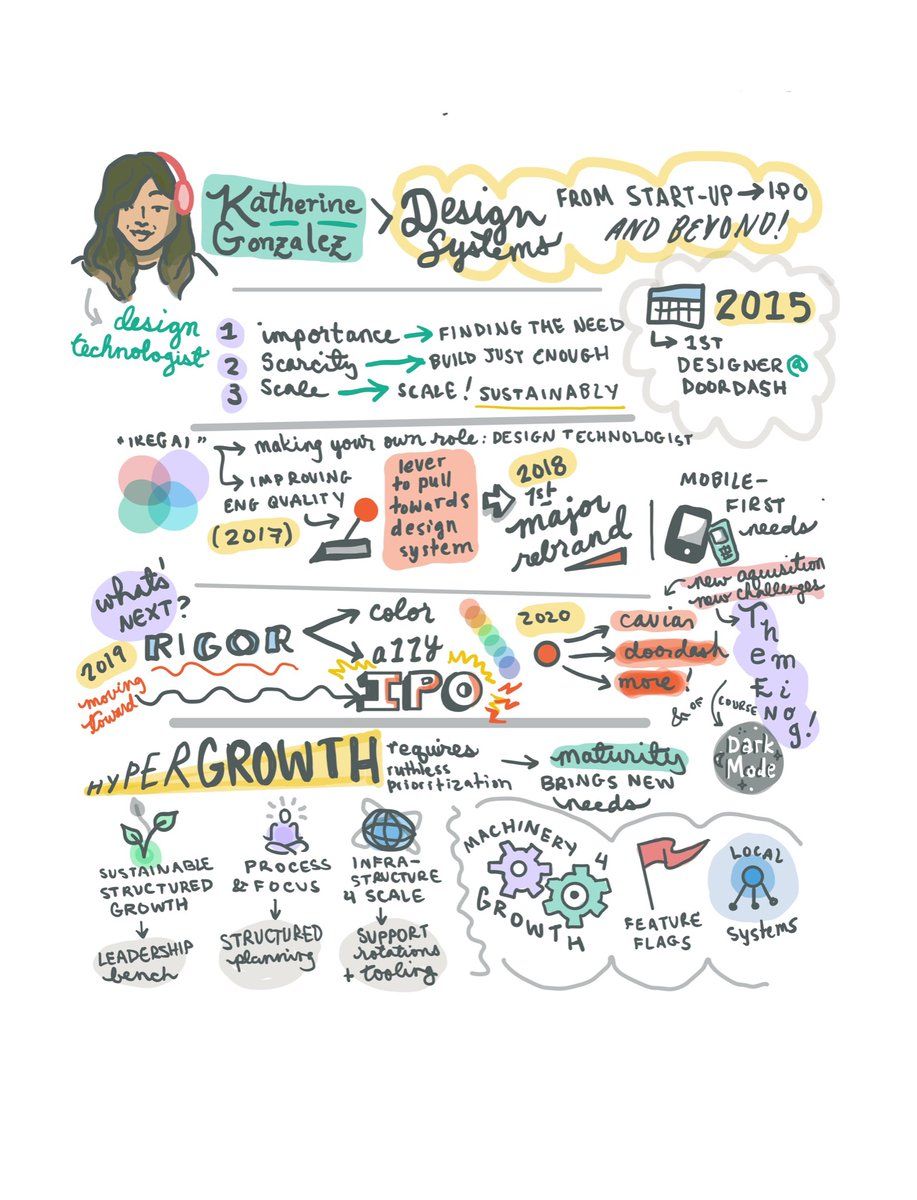 Katherine
Gonzalez
> Design
Systems
FROM START-UP → IPO
AND BEYOND!
design
technologist
1 importance → FINDING THE NEED
2 Scarcity → BUILD JUST ENOUGH
3 Scale → SCALE! SUSTAINABLY
2015
1ST
DESIGNER @
DOORDASH
"IKEGAI"
making your own role: DESIGN TECHNOLOGIST
IMPROVING
ENG QUALITY
(2017)
lever
to pull
towards
design
system
2018
1st
major
rebrand
MOBILE-
FIRST
needs
new aquisition
new challenges
What's'
NEXT?
2019
RIGOR
color
a11y
moving
toward
IPO
2020
caviar
doordash
more!
Themeing!
& OF
COURSE
Dark
Mode
HYPERGROWTH
requires
ruthless
prioritization
→ maturity
BRINGS NEW
needs
SUSTAINABLE
STRUCTURED
GROWTH
LEADERSHIP
bench
PROCESS
& FOCUS
STRUCTURED
planning
INFRA-
STRUCTURE
4 SCALE
SUPPORT
rotations
+ tooling
MACHINERY 4
GROWTH
FEATURE
FLAGS
LOCAL
systems